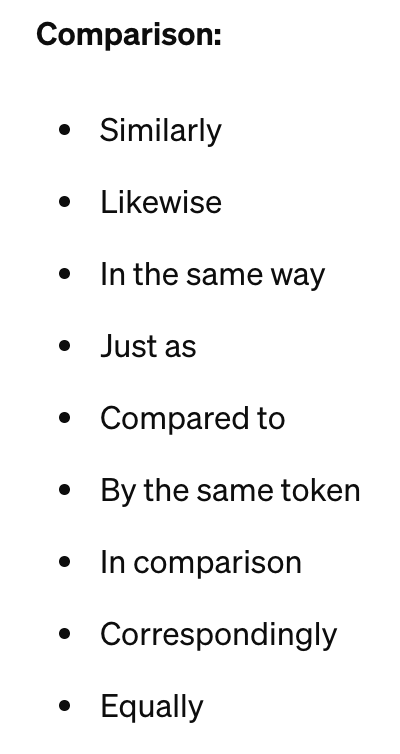 Comparison:
• Similarly
• Likewise
• In the same way
• Just as
• Compared to
• By the same token
• In comparison
• Correspondingly
• Equally